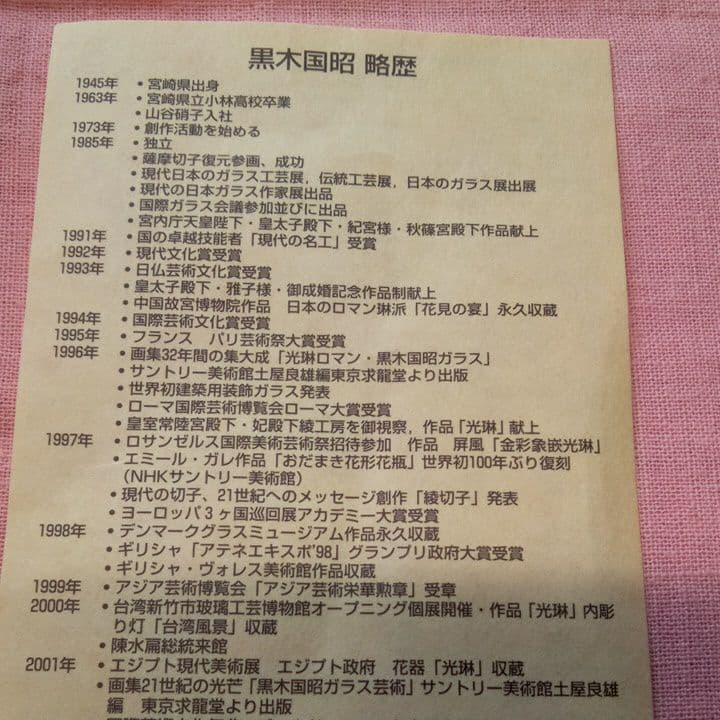 黒木国昭 略歴
1945年 •宮崎県出身
1963年 •宮崎県立小林高校卒業
•山谷硝子入社
1973年 •創作活動を始める
1985年 •独立
•薩摩切子復元参画、成功
•現代日本のガラス工芸展，伝統工芸展，日本のガラス展出展
•現代の日本ガラス作家展出品
•国際ガラス会議参加並びに出品
•宮内庁天皇陛下・皇太子殿下・紀宮様・秋篠宮殿下作品献上
1991年 •国の卓越技能者「現代の名工」受賞
1992年 •現代文化賞受賞
1993年 •日仏芸術文化賞受賞
•皇太子殿下・雅子様・御成婚記念作品制献上
•中国故宮博物院作品　日本のロマン琳派「花見の宴」永久収蔵
1994年 •国際芸術文化賞受賞
1995年 •フランス　パリ芸術祭大賞受賞
1996年 •画集32年間の集大成「光琳ロマン・黒木国昭ガラス」
•サントリー美術館土屋良雄編東京求龍堂より出版
•世界初建築用装飾ガラス発表
•ローマ国際芸術博覧会ローマ大賞受賞
•皇室常陸宮殿下・妃殿下綾工房を御視察，作品「光琳」献上
1997年 •ロサンゼルス国際美術芸術祭招待参加　作品　屏風「金彩象嵌光琳」
•エミール・ガレ作品「おだまき花形花瓶」世界初100年ぶり復刻
（NHKサントリー美術館）
•現代の切子、21世紀へのメッセージ創作「綾切子」発表
•ヨーロッパ3ヶ国巡回展アカデミー大賞受賞
1998年 •デンマークグラスミュージアム作品永久収蔵
•ギリシャ「アテネエキスポ'98」グランプリ政府大賞受賞
•ギリシャ・ヴォレス美術館作品収蔵
1999年 •アジア芸術博覧会「アジア芸術栄華勲章」受章
2000年 •台湾新竹市玻璃工芸博物館オープニング個展開催・作品「光琳」内彫
り灯「台湾風景」収蔵
•陳水扁総統来館
2001年 •エジプト現代美術展　エジプト政府　花器「光琳」収蔵
•画集21世紀の光芒「黒木国昭ガラス芸術」サントリー美術館土屋良雄
編　東京求龍堂より出版